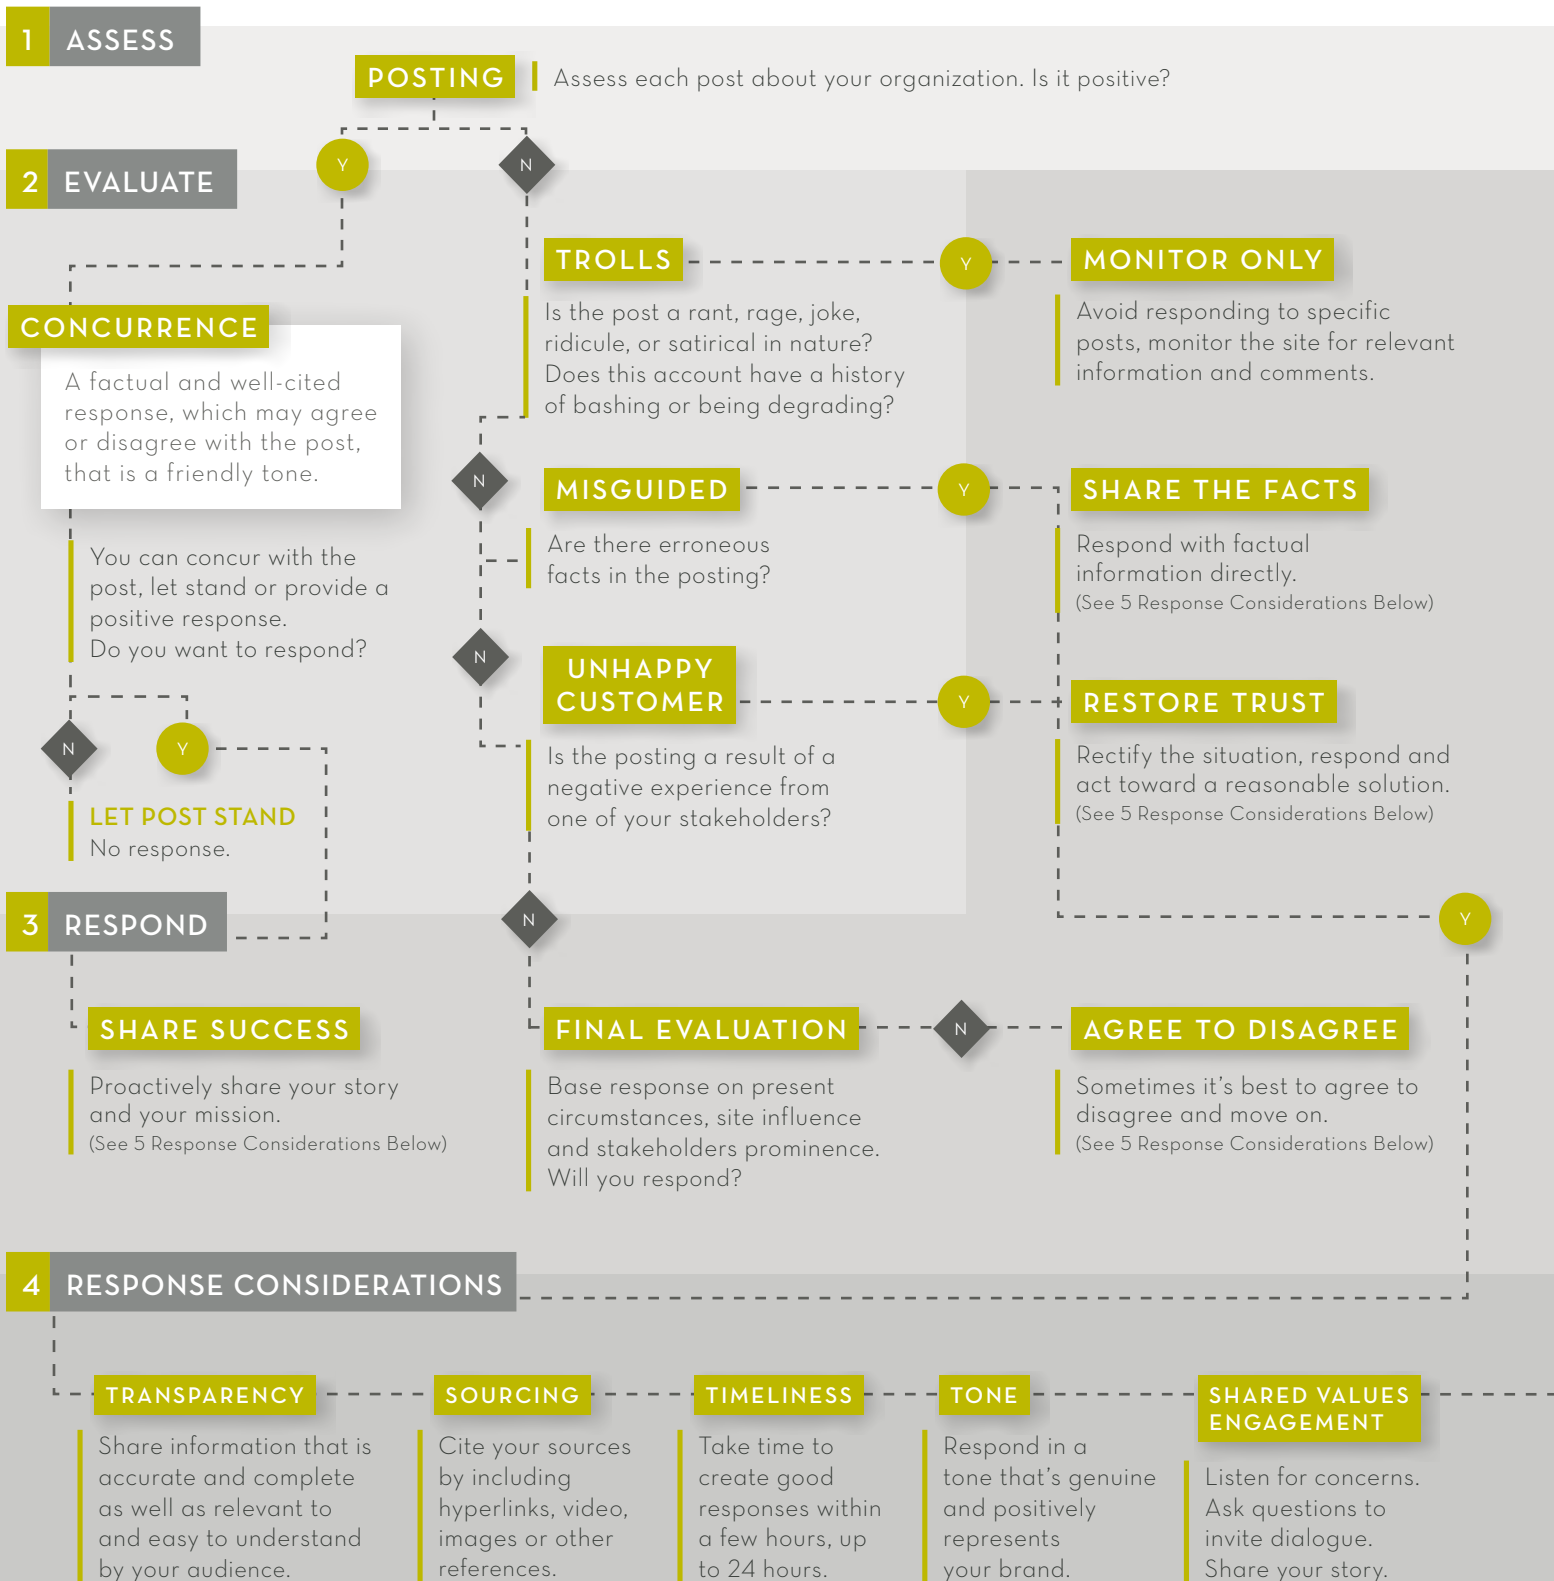 1 ASSESS
POSTING
Assess each post about your organization. Is it positive?
Y
N
2 EVALUATE
CONCURRENCE
A factual and well-cited
response, which may agree
or disagree with the post,
that is a friendly tone.
You can concur with the
post, let stand or provide a
positive response.
Do you want to respond?
N
Y
LET POST STAND
No response.
TROLLS
Y
MONITOR ONLY
Is the post a rant, rage, joke,
ridicule, or satirical in nature?
Does this account have a history
of bashing or being degrading?
Avoid responding to specific
posts, monitor the site for relevant
information and comments.
N
MISGUIDED
Y
SHARE THE FACTS
Are there erroneous
facts in the posting?
Respond with factual
information directly.
(See 5 Response Considerations Below)
N
UNHAPPY
CUSTOMER
Y
RESTORE TRUST
Is the posting a result of a
negative experience from
one of your stakeholders?
Rectify the situation, respond and
act toward a reasonable solution.
(See 5 Response Considerations Below)
3 RESPOND
N
Y
SHARE SUCCESS
Proactively share your story
and your mission.
(See 5 Response Considerations Below)
FINAL EVALUATION
N
AGREE TO DISAGREE
Base response on present
circumstances, site influence
and stakeholders prominence.
Will you respond?
Sometimes it's best to agree to
disagree and move on.
(See 5 Response Considerations Below)
4 RESPONSE CONSIDERATIONS
TRANSPARENCY
Share information that is
accurate and complete
as well as relevant to
and easy to understand
by your audience.
SOURCING
Cite your sources
by including
hyperlinks, video,
images or other
references.
TIMELINESS
Take time to
create good
responses within
a few hours, up
to 24 hours.
TONE
Respond in a
tone that's genuine
and positively
represents
your brand.
SHARED VALUES
ENGAGEMENT
Listen for concerns.
Ask questions to
invite dialogue.
Share your story.